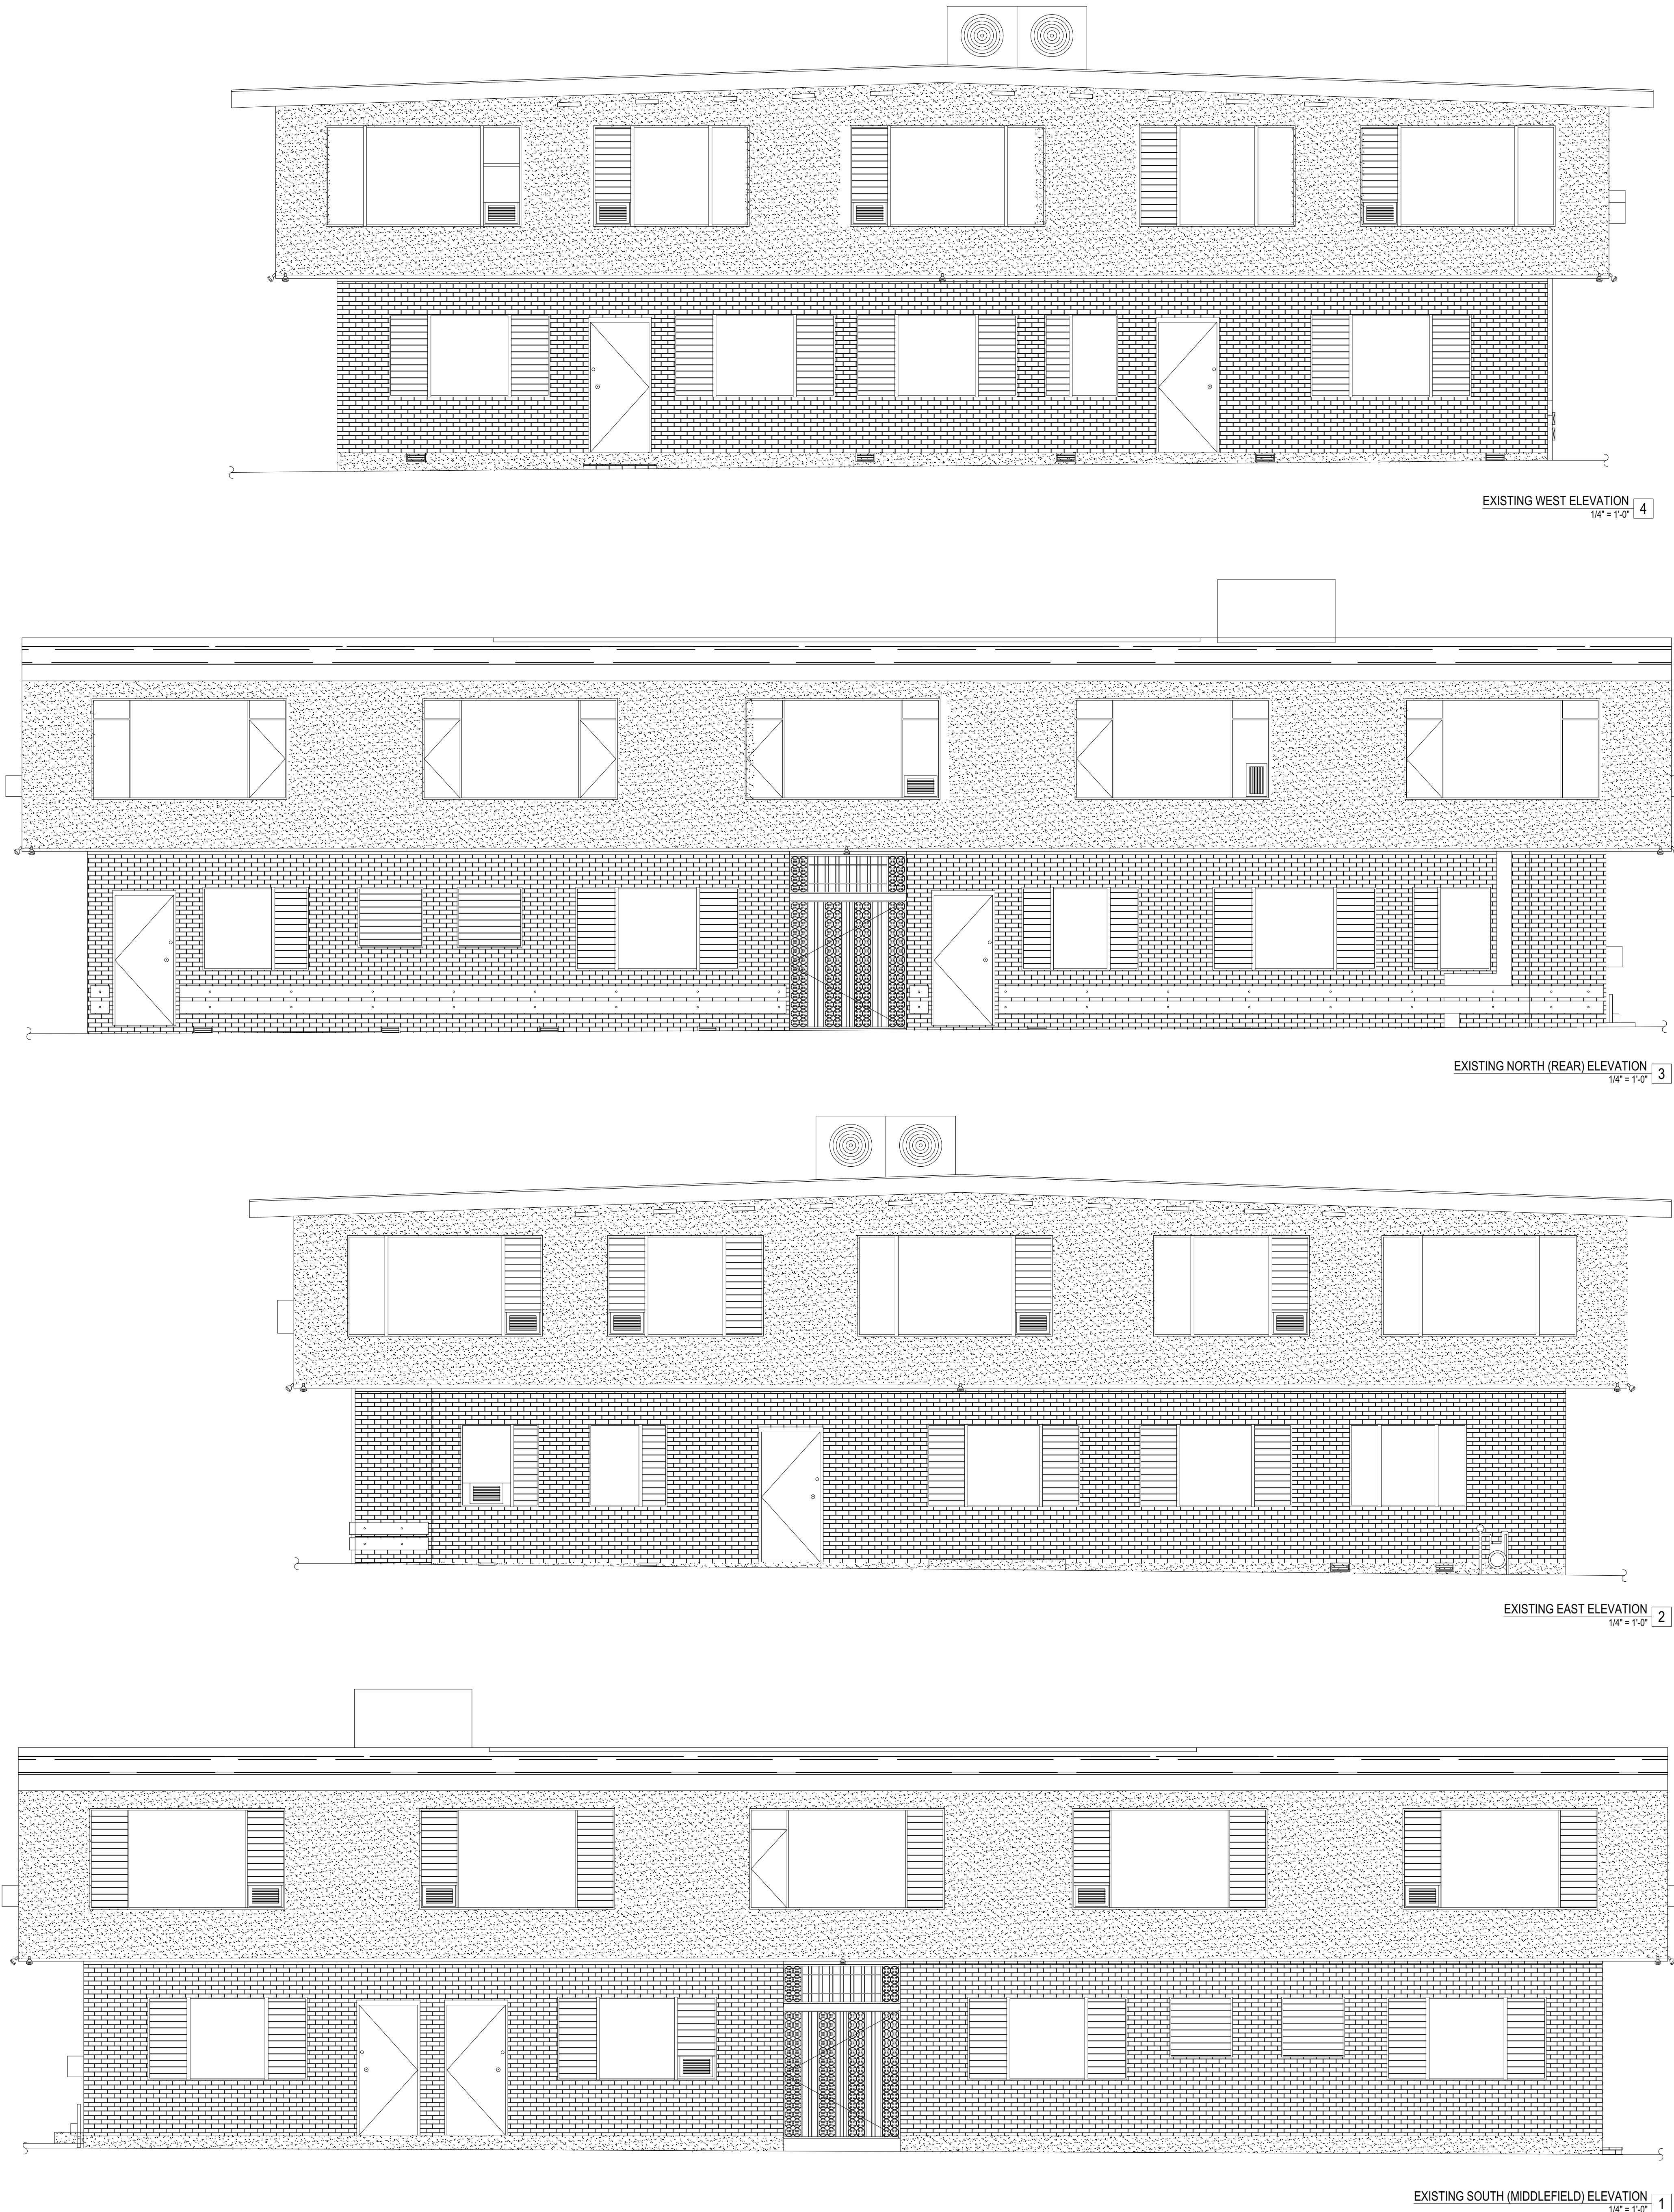 EXISTING WEST ELEVATION 4
1/4" = 1'-0"
EXISTING NORTH (REAR) ELEVATION 3
1/4" = 1'-0"
EXISTING EAST ELEVATION 2
1/4" = 1'-0"
EXISTING SOUTH (MIDDLEFIELD) ELEVATION 1
1/4" = 1'-0"